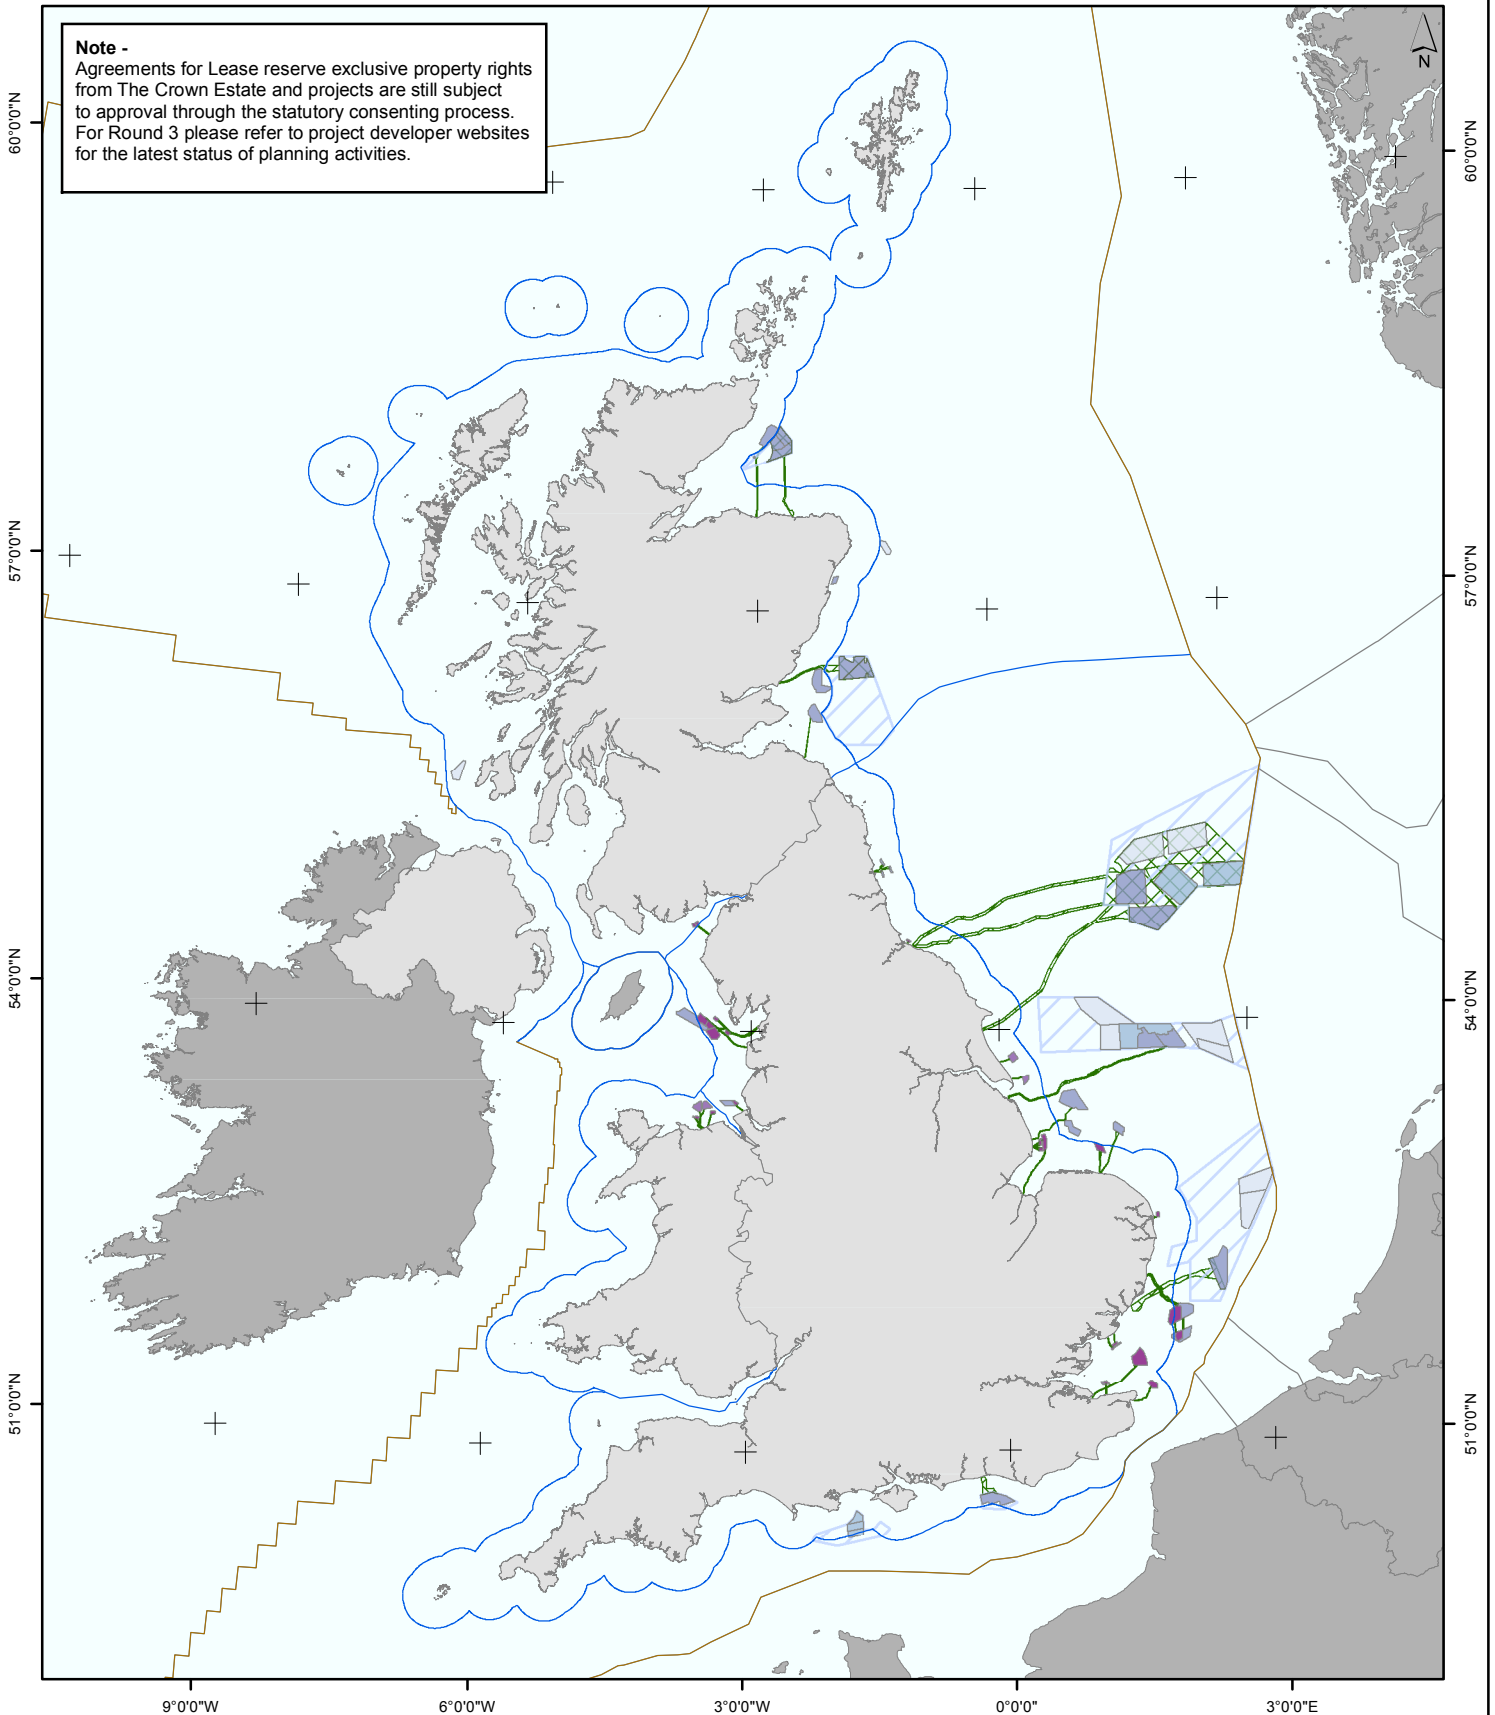 Note -
Agreements for Lease reserve exclusive property rights
from The Crown Estate and projects are still subject
to approval through the statutory consenting process.
For Round 3 please refer to project developer websites
for the latest status of planning activities.
N
60°0'0"N
60°0'0"N
57°0'0"N
57°0'0"N
54°0'0"N
54°0'0"N
51°0'0"N
51°0'0"N
9°0'0"W
6°0'0"W
3°0'0"W
0°0'0"
3°0'0"E